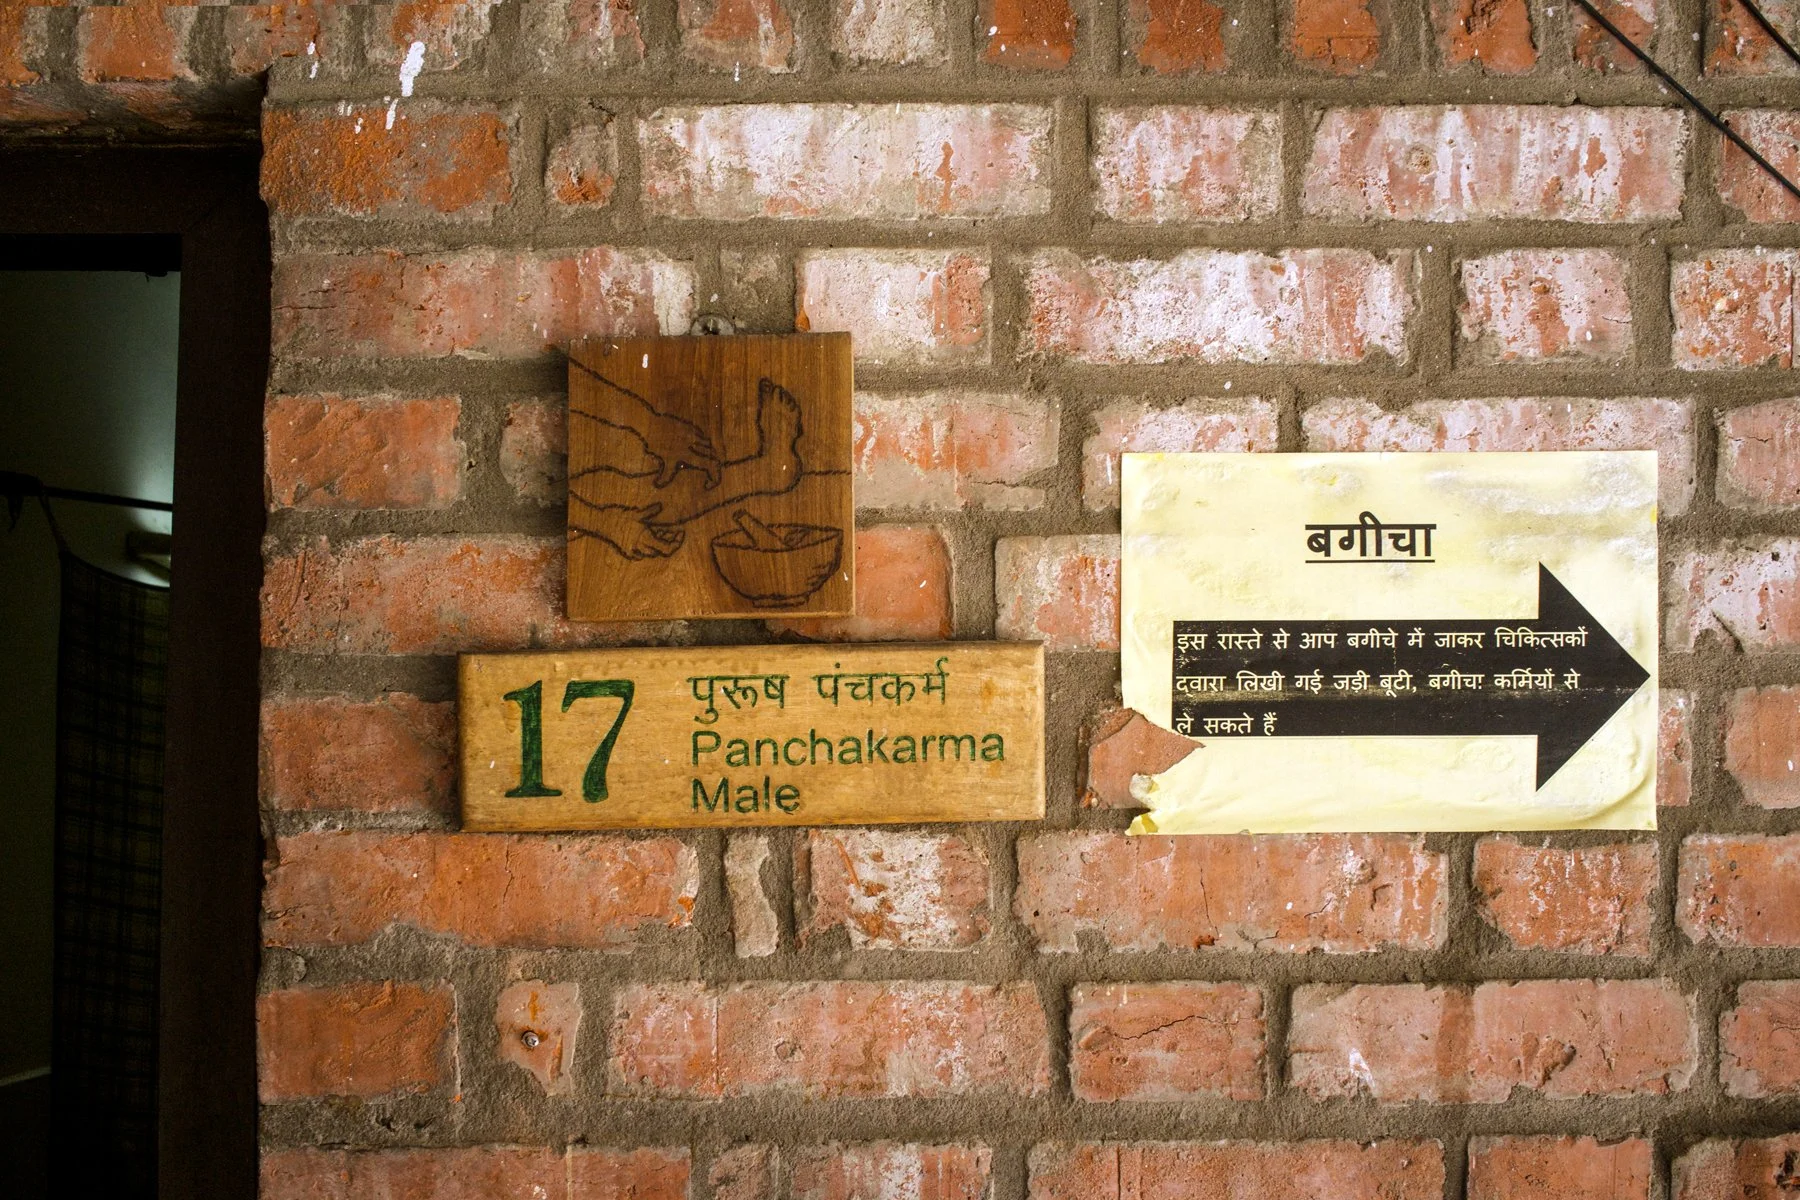 17
पुरूष पंचकर्म
Panchakarma
Male
बगीचा
इस रास्ते से आप बगीचे में जाकर चिकित्सकों
द्वारा लिखी गई जड़ी बूटी, बगीचा कर्मियों से
ले सकते हैं